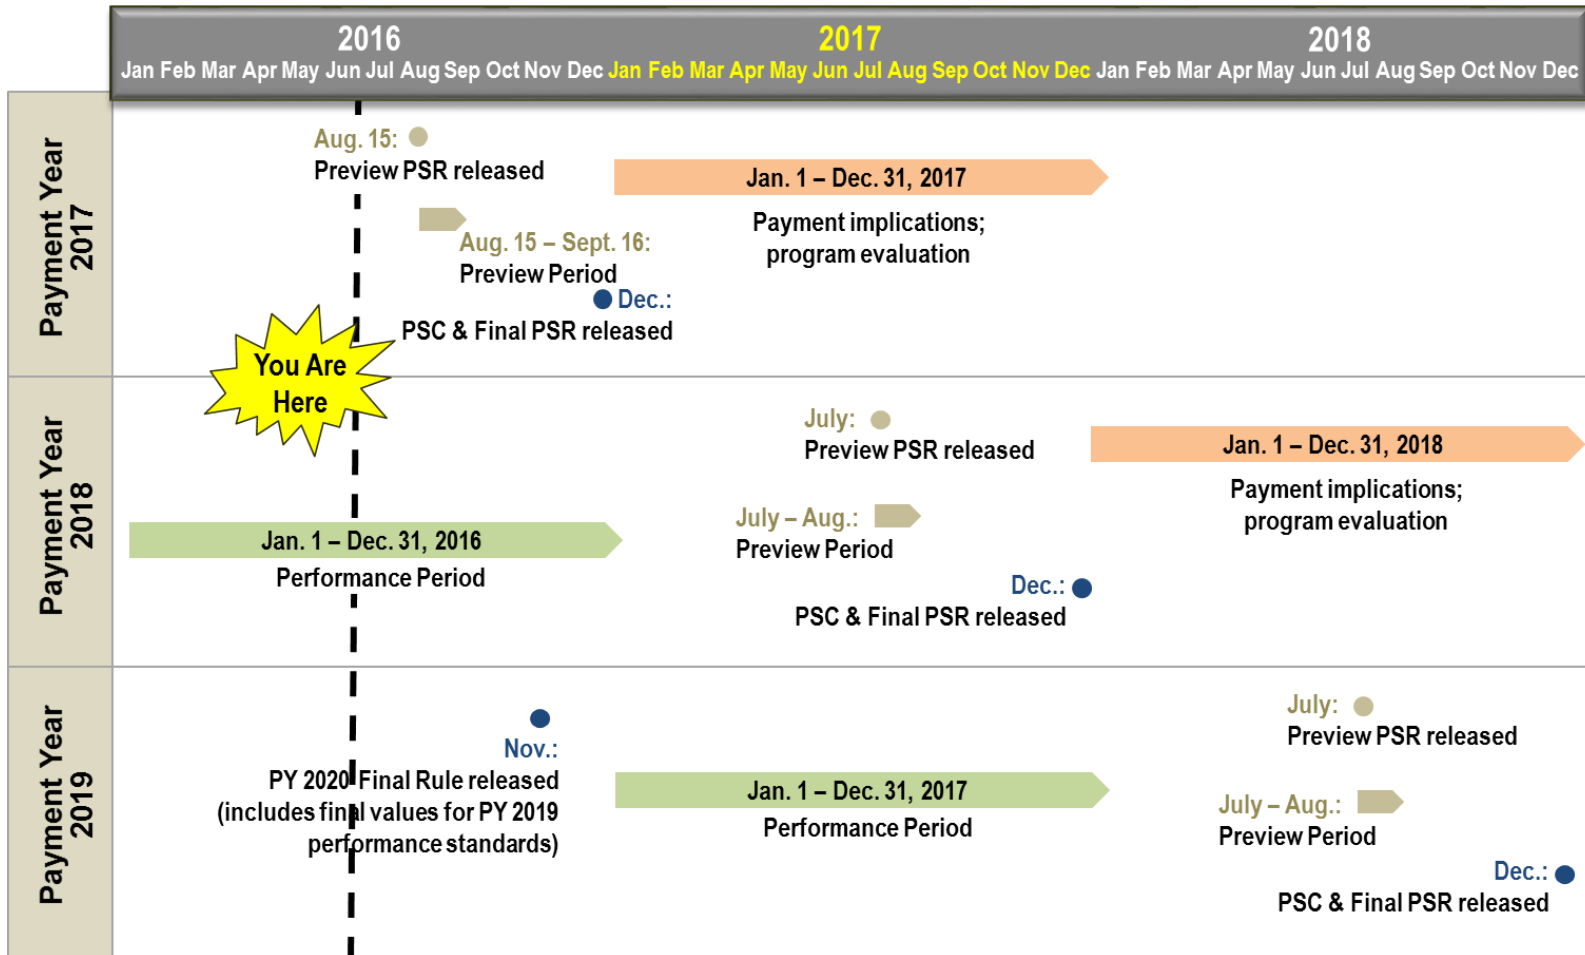 2016
2017
2018
Jan Feb Mar Apr May Jun Jul Aug Sep Oct Nov Dec Jan Feb Mar Apr May Jun Jul Aug Sep Oct Nov Dec Jan Feb Mar Apr May Jun Jul Aug Sep Oct Nov Dec
Payment Year
2017
Aug. 15:
Preview PSR released
Aug. 15 – Sept. 16:
Preview Period
Dec.:
PSC & Final PSR released
Jan. 1 – Dec. 31, 2017
Payment implications;
program evaluation
You Are
Here
Payment Year
2018
Jan. 1 – Dec. 31, 2016
Performance Period
July:
Preview PSR released
July – Aug.:
Preview Period
Dec.:
PSC & Final PSR released
Jan. 1 – Dec. 31, 2018
Payment implications;
program evaluation
Payment Year
2019
Nov.:
PY 2020 Final Rule released
(includes final values for PY 2019
performance standards)
Jan. 1 – Dec. 31, 2017
Performance Period
July:
Preview PSR released
July – Aug.:
Preview Period
Dec.:
PSC & Final PSR released